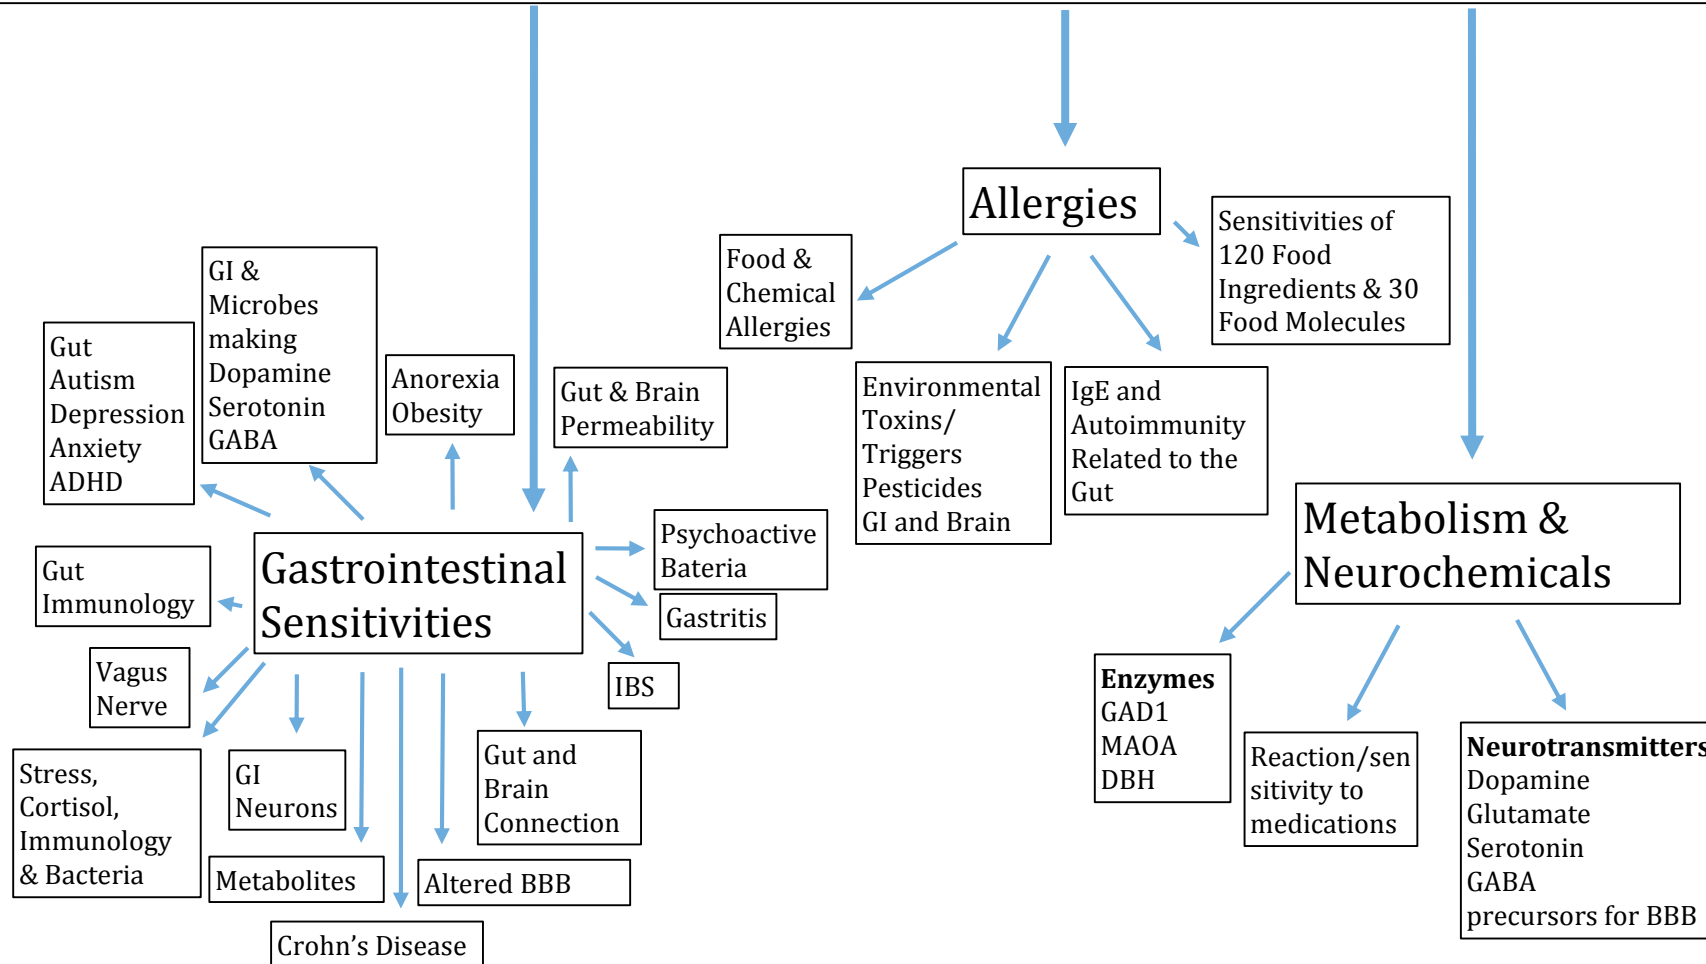 Allergies
Sensitivities of
120 Food
Ingredients & 30
Food Molecules
Food &
Chemical
Allergies
GI &
Microbes
making
Dopamine
Serotonin
GABA
Gut
Autism
Depression
Anxiety
ADHD
Anorexia
Obesity
Gut & Brain
Permeability
Environmental
Toxins/
Triggers
Pesticides
GI and Brain
IgE and
Autoimmunity
Related to the
Gut
Metabolism &
Neurochemicals
Gastrointestinal
Sensitivities
Psychoactive
Bateria
Gastritis
IBS
Gut
Immunology
Vagus
Nerve
Stress,
Cortisol,
Immunology
& Bacteria
GI
Neurons
Metabolites
Crohn’s Disease
Altered BBB
Gut and
Brain
Connection
Enzymes
GAD1
MAOA
DBH
Reaction/sen
sitivity to
medications
Neurotransmitters
Dopamine
Glutamate
Serotonin
GABA
precursors for BBB